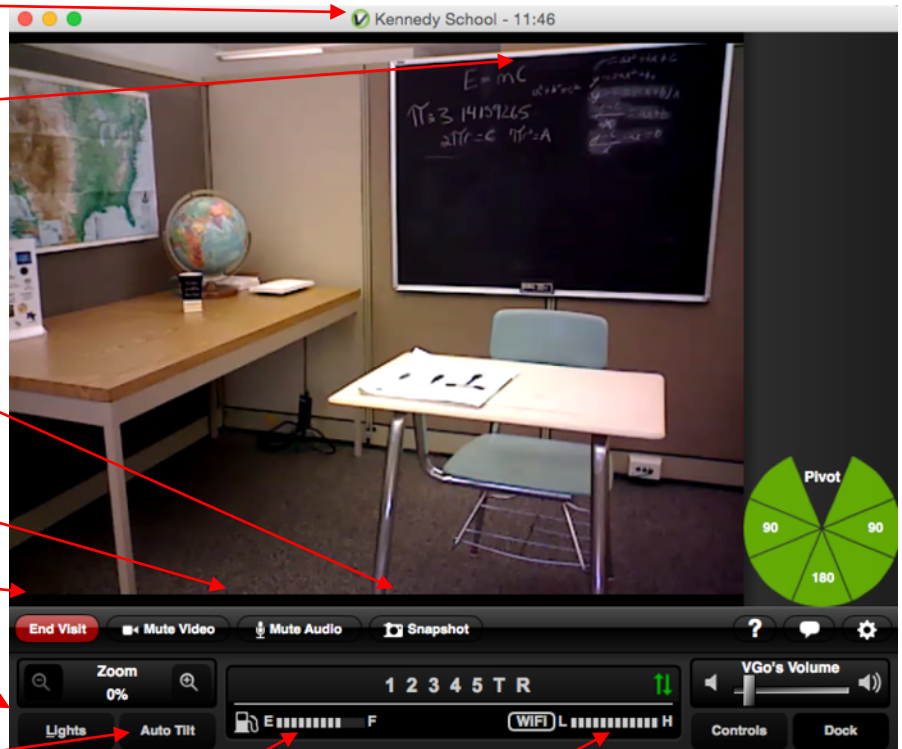 Kennedy School - 11:46
E=mC
π=3 14159265
2πr=C πr²=A
Pivot
90 90
180
End Visit Mute Video Mute Audio Snapshot ?
Zoom
0%
1 2 3 4 5 T R
VGo's Volume
E F WIFI L H
Lights Auto Tilt Controls Dock